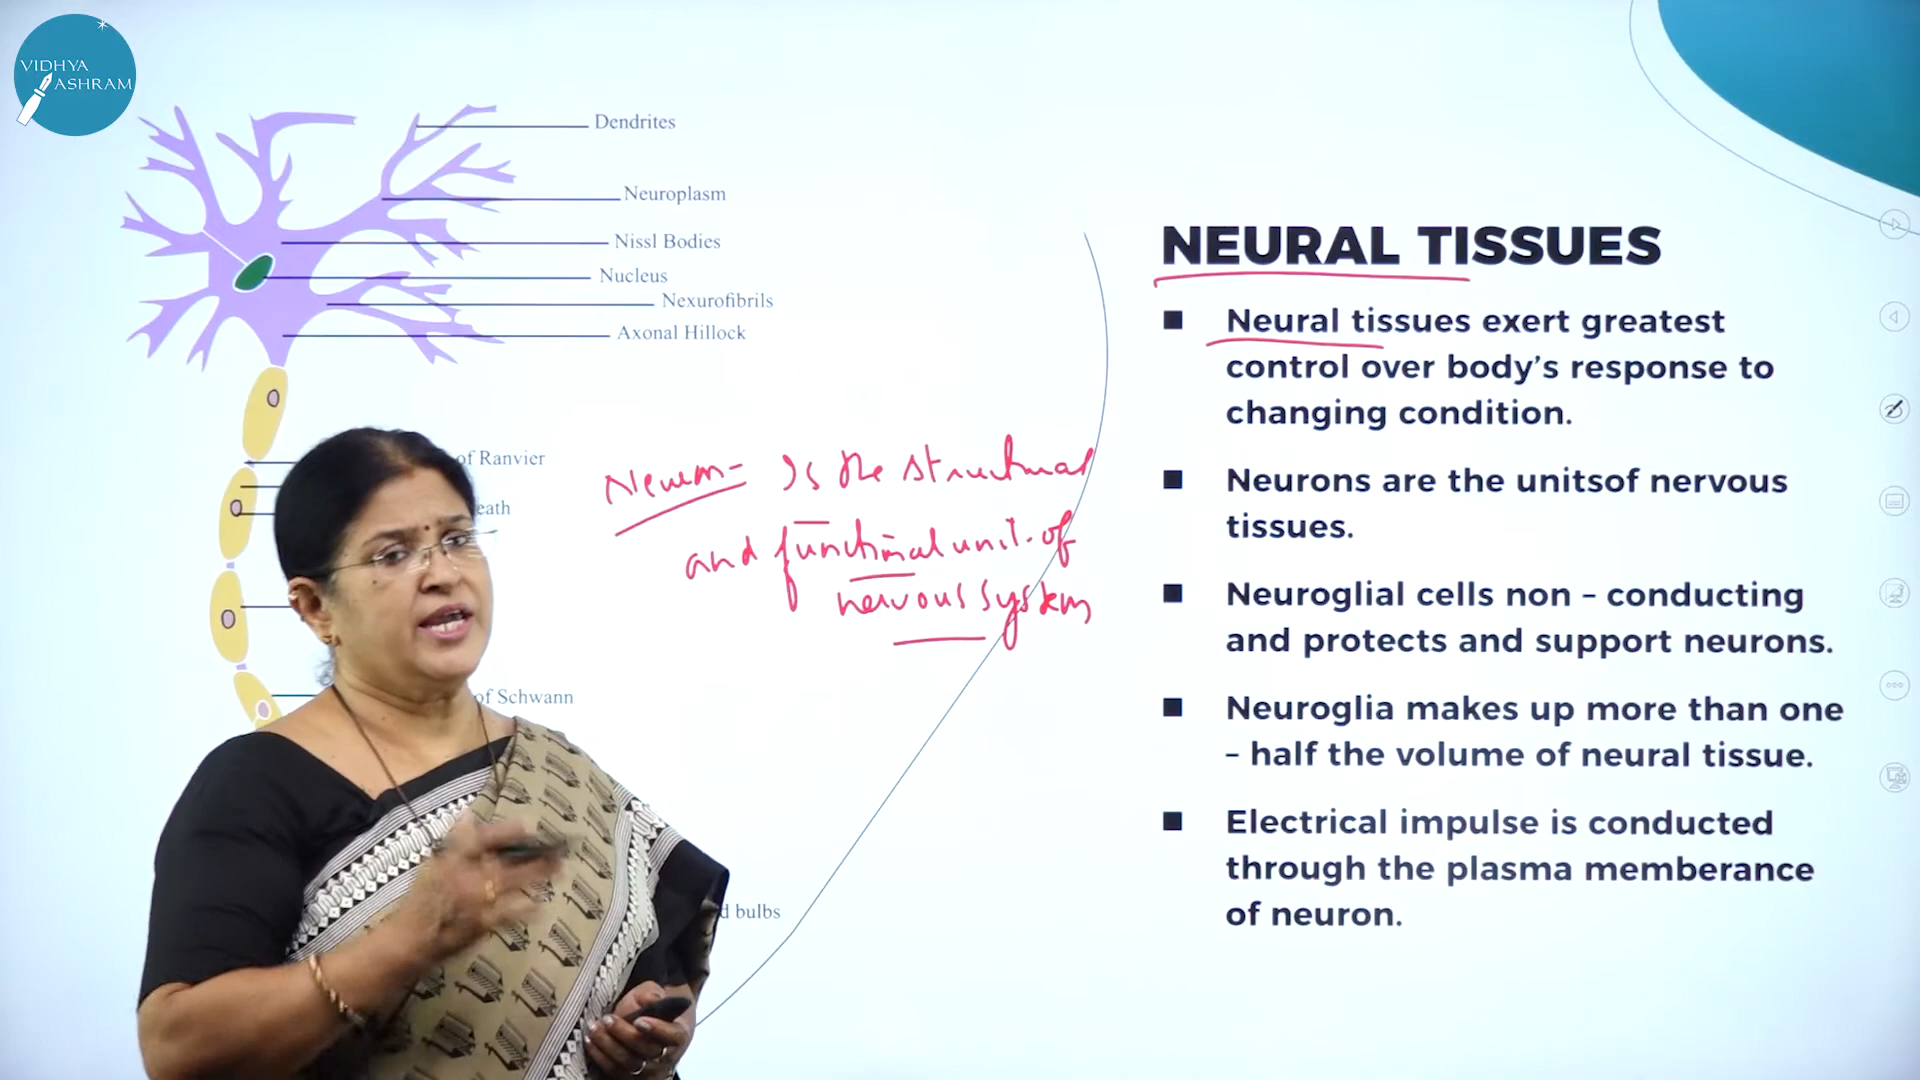 VIDHYA
ASHRAM
Dendrites
Neuroplasm
Nissl Bodies
Nucleus
Nexurofibrils
Axonal Hillock
of Ranvier
eath
of Schwann
d bulbs
Neuron- Is the structural
and functional unit of
nervous system
NEURAL TISSUES
■ Neural tissues exert greatest
control over body's response to
changing condition.
■ Neurons are the unitsof nervous
tissues.
■ Neuroglial cells non – conducting
and protects and support neurons.
■ Neuroglia makes up more than one
– half the volume of neural tissue.
■ Electrical impulse is conducted
through the plasma memberance
of neuron.